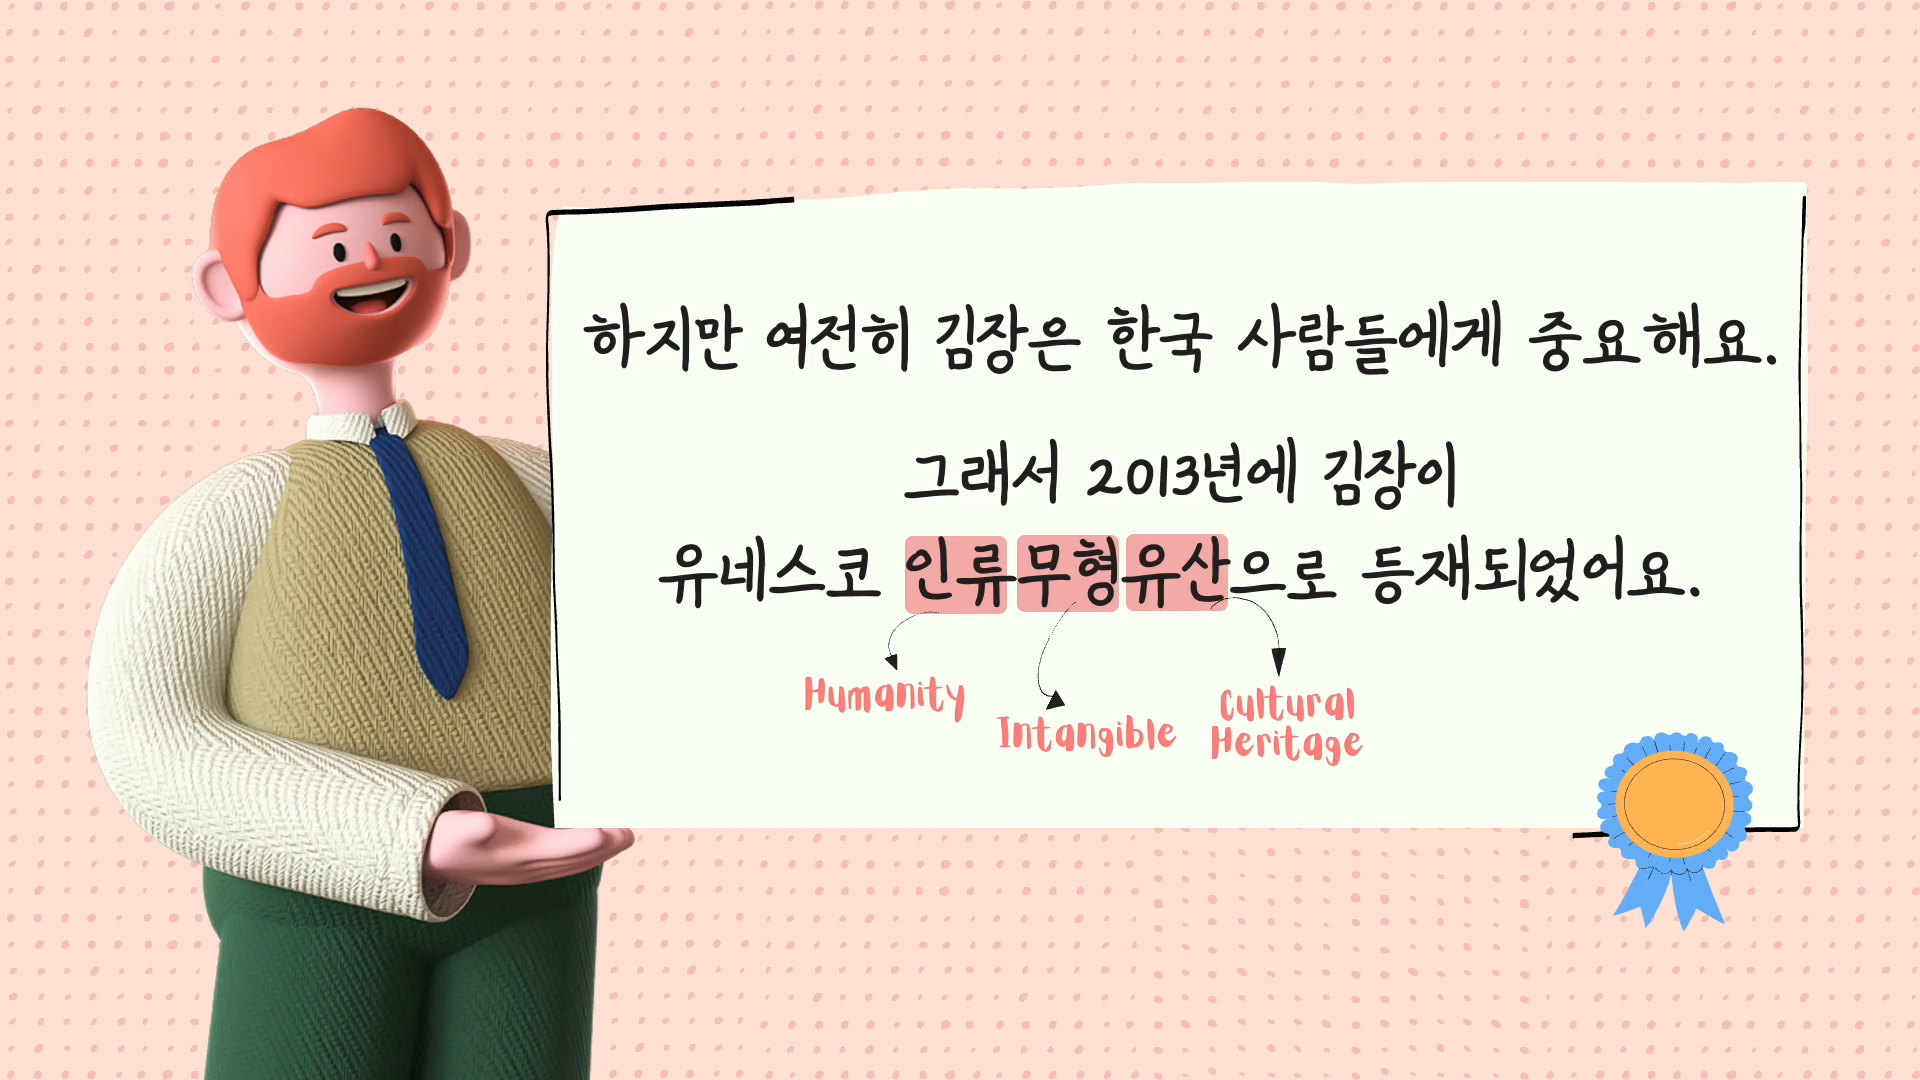 하지만 여전히 김장은 한국 사람들에게 중요해요.
그래서 2013년에 김장이
유네스코 인류무형유산으로 등재되었어요.
Humanity
Intangible
Cultural
Heritage